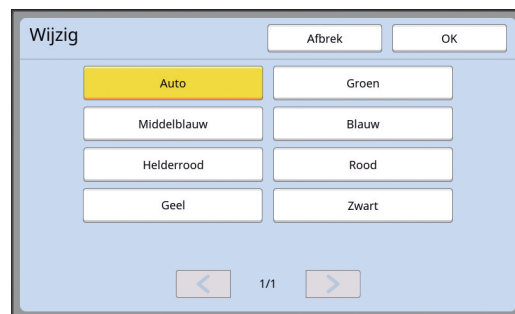 Wijzig Afbrek OK
Auto Groen
Middelblauw Blauw
Helderrood Rood
Geel Zwart
1/1